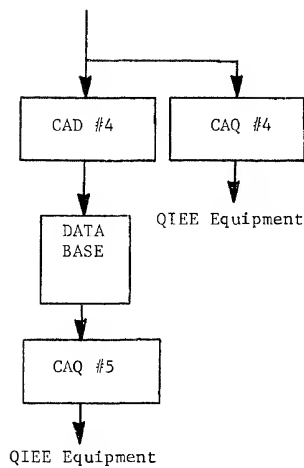 CAD #4
CAQ #4
QIEE Equipment
DATA
BASE
CAQ #5
QIEE Equipment